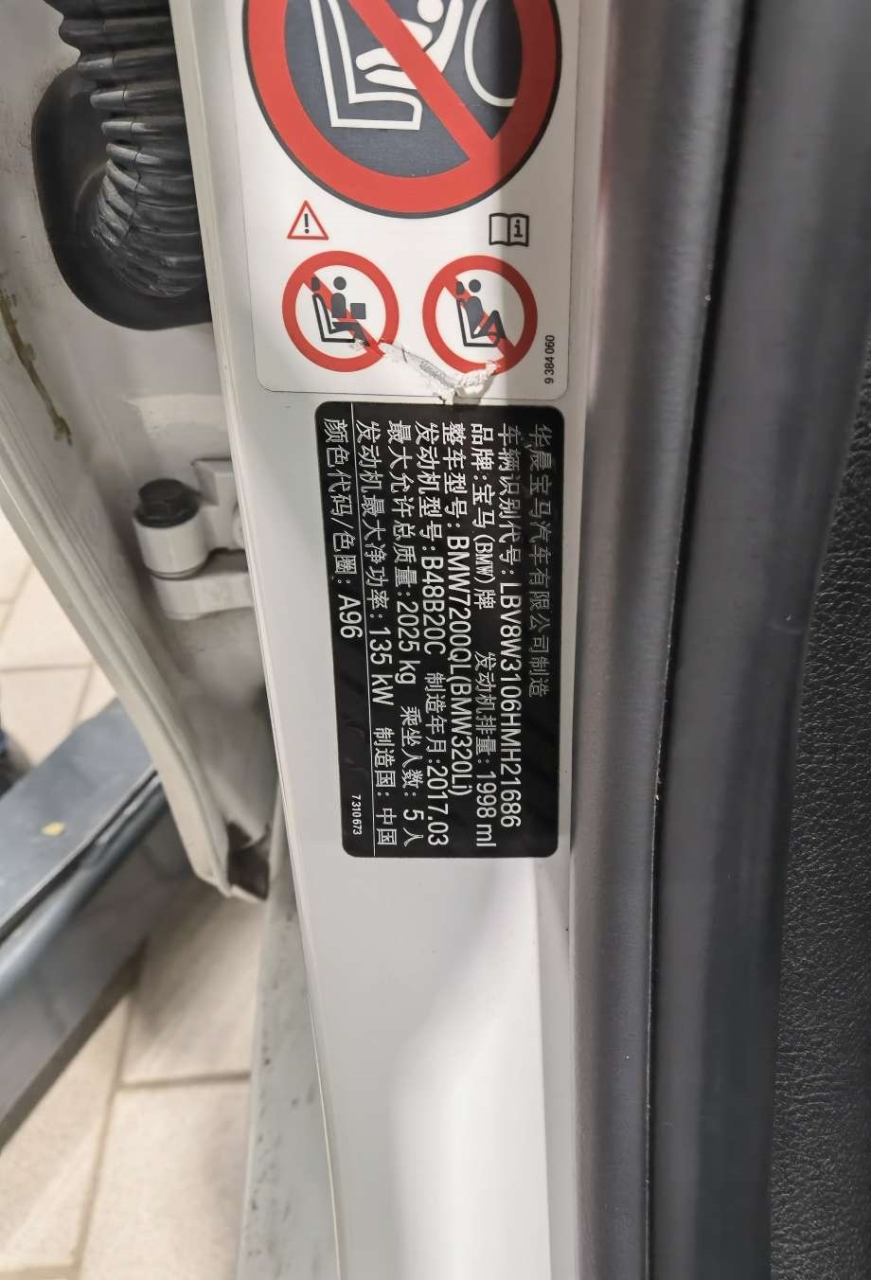 9 384 060
华晨宝马汽车有限公司制造
车辆识别代号:LBV8W3106HMH21686
品牌:宝马(BMW)牌 发动机排量:1998 ml
整车型号:BMW7200QL(BMW320Li)
发动机型号:B48B20C 制造年月:2017.03
最大允许总质量:2025 kg 乘坐人数:5人
发动机最大净功率:135 kW 制造国:中国
颜色代码/色圈:A96
7 310 673